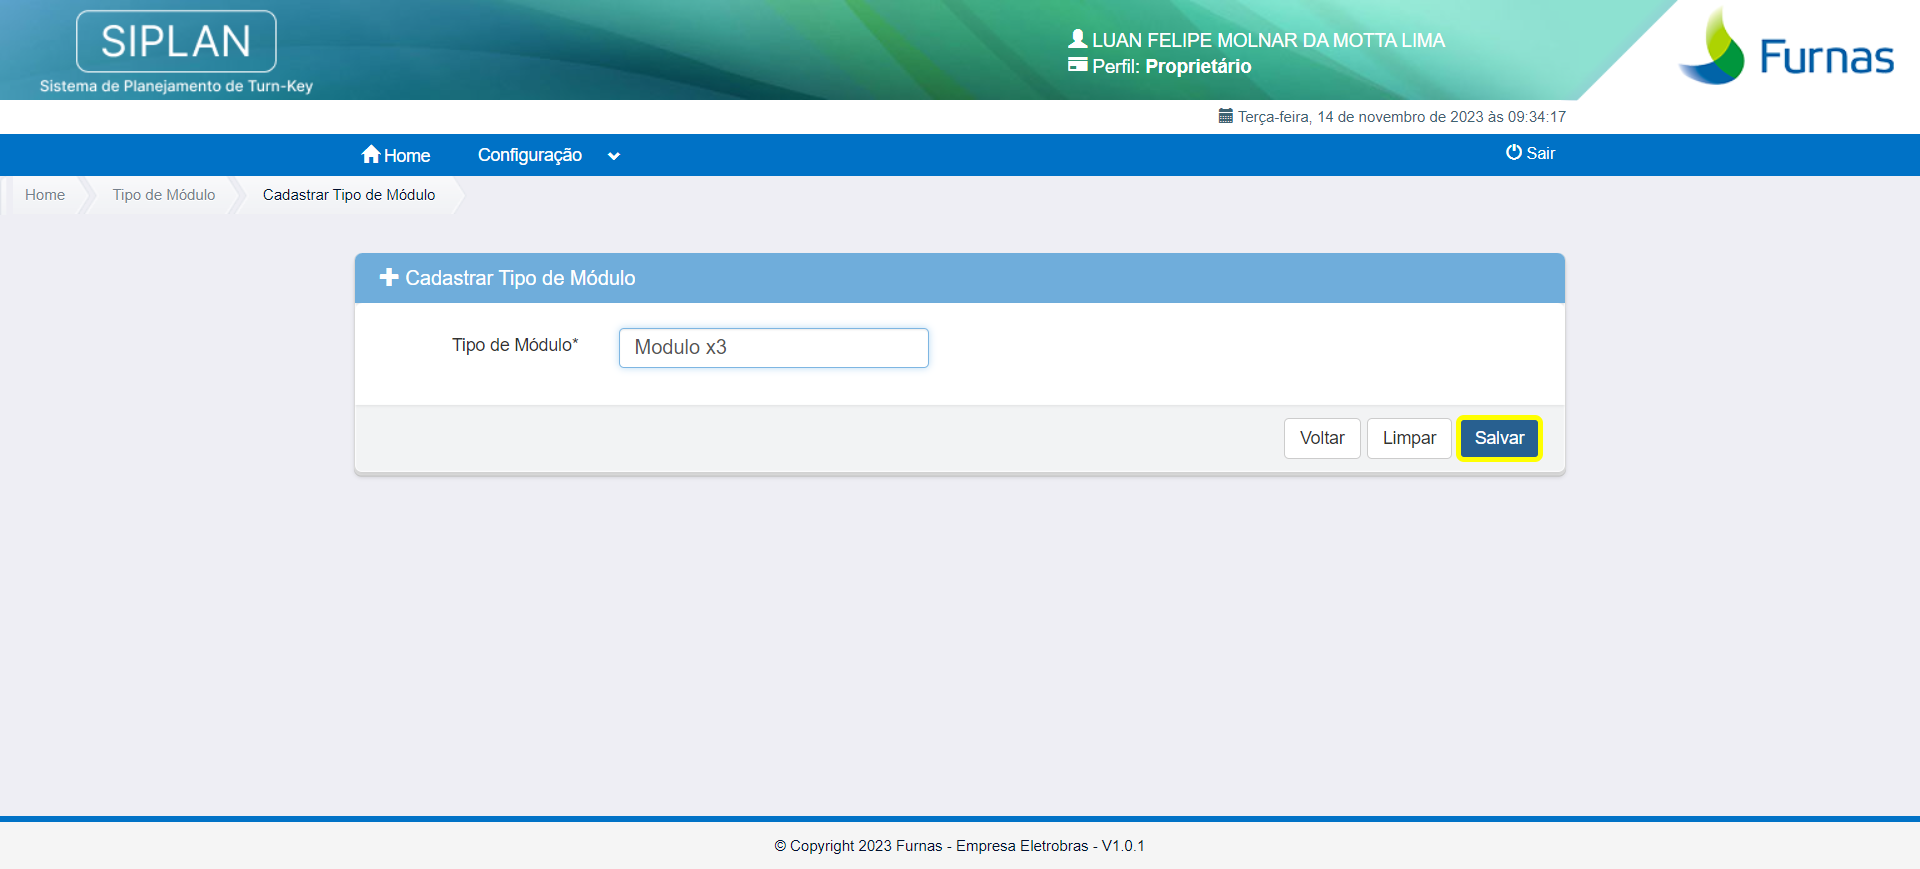 SIPLAN
Sistema de Planejamento de Turn-Key
LUAN FELIPE MOLNAR DA MOTTA LIMA
Perfil: Proprietário
Furnas
Terça-feira, 14 de novembro de 2023 às 09:34:17
Home Configuração Sair
Home Tipo de Módulo Cadastrar Tipo de Módulo
Cadastrar Tipo de Módulo
Tipo de Módulo* Modulo x3
Voltar Limpar Salvar
© Copyright 2023 Furnas - Empresa Eletrobras - V1.0.1